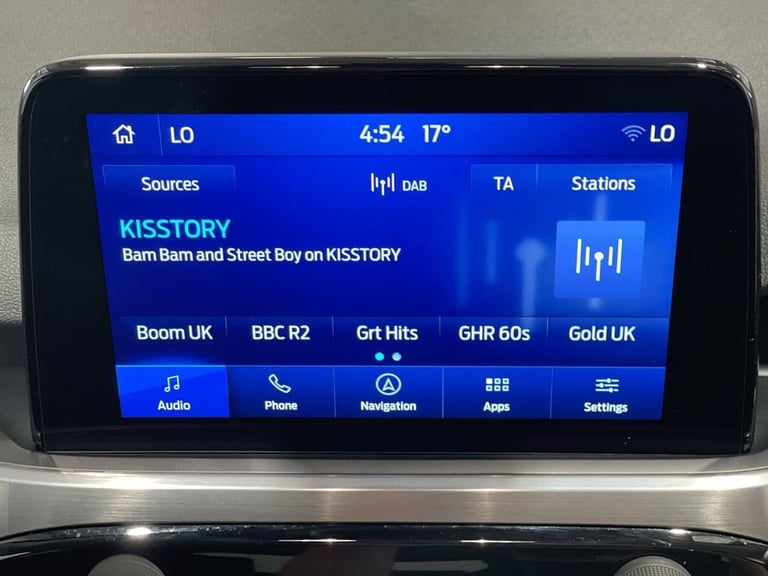 LO 4:54 17° LO
Sources DAB TA Stations
KISSTORY
Bam Bam and Street Boy on KISSTORY
Boom UK BBC R2 Grt Hits GHR 60s Gold UK
Audio Phone Navigation Apps Settings